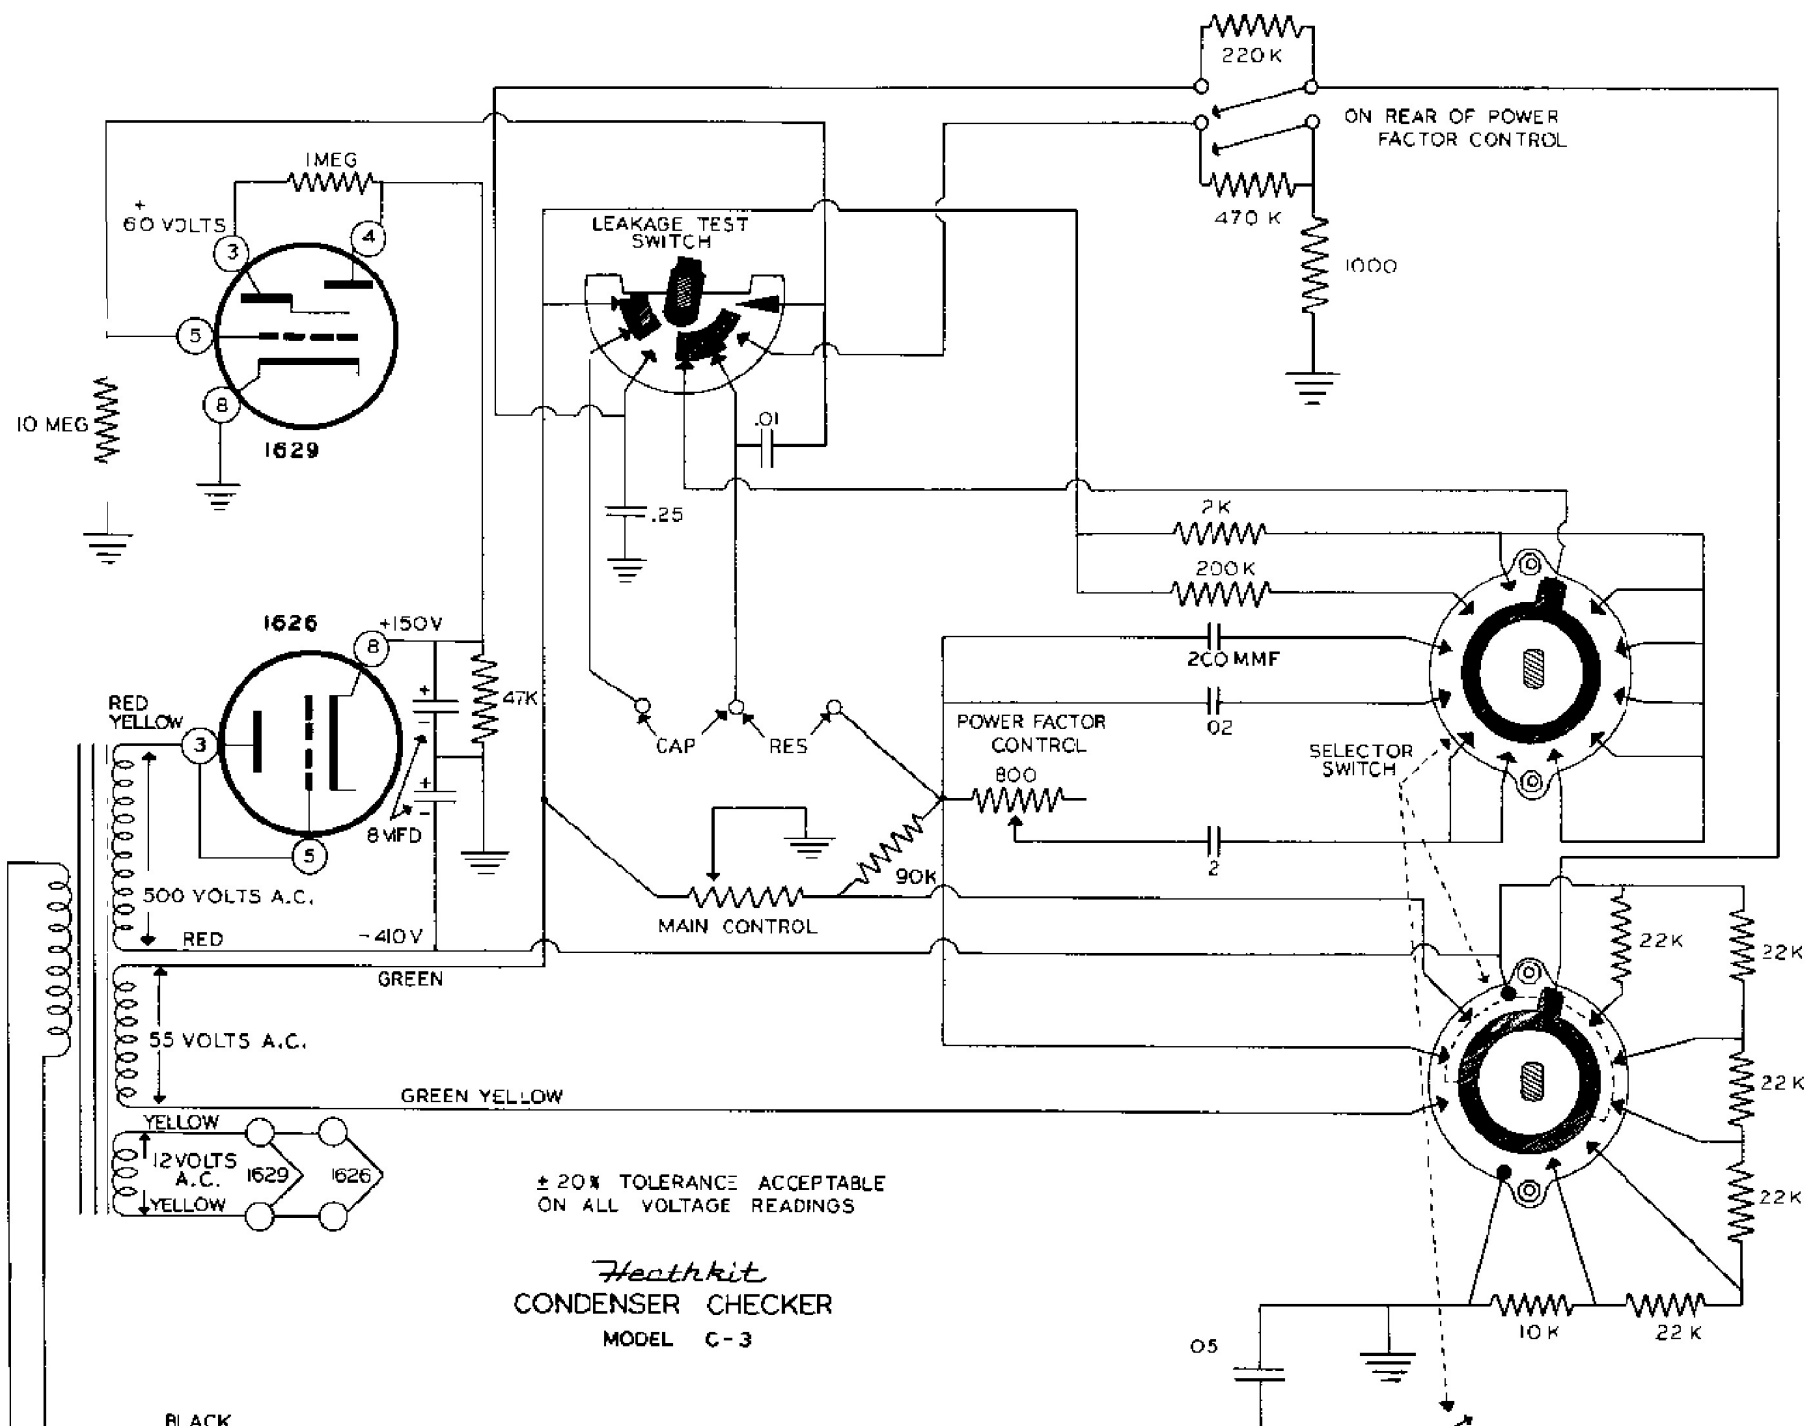 220K
ON REAR OF POWER
FACTOR CONTROL
1MEG
+
60 VOLTS
3
4
470 K
LEAKAGE TEST
SWITCH
1000
5
8
10 MEG
1629
.01
.25
2K
200K
1626
+150V
8
200 MMF
RED
YELLOW
+
47K
02
POWER FACTOR
CONTROL
3
-
CAP
RES
SELECTOR
SWITCH
800
+
-
8MFD
5
2
90K
500 VOLTS A.C.
MAIN CONTROL
RED
-410V
22K
22K
GREEN
55 VOLTS A.C.
22K
GREEN YELLOW
YELLOW
12 VOLTS
A.C.
1629
1626
± 20% TOLERANCE ACCEPTABLE
ON ALL VOLTAGE READINGS
YELLOW
22K
Heathkit
CONDENSER CHECKER
MODEL C-3
10K
22K
05
BLACK